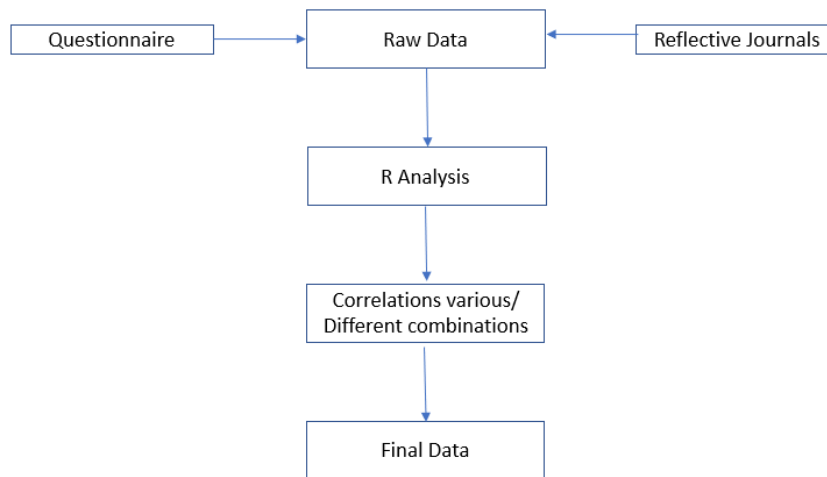 Questionnaire
Raw Data
Reflective Journals
R Analysis
Correlations various/
Different combinations
Final Data